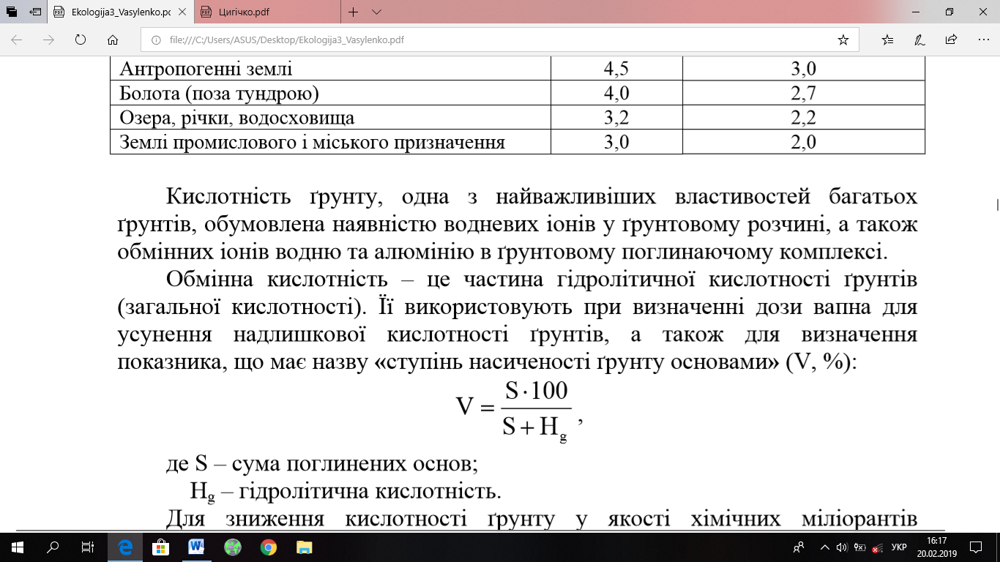 Ekologija3_Vasylenko.pd
Цигічко.pdf
file:///C:/Users/ASUS/Desktop/Ekologija3_Vasylenko.pdf
Антропогенні землі 4,5 3,0
Болота (поза тундрою) 4,0 2,7
Озера, річки, водосховища 3,2 2,2
Землі промислового і міського призначення 3,0 2,0
Кислотність ґрунту, одна з найважливіших властивостей багатьох
ґрунтів, обумовлена наявністю водневих іонів у ґрунтовому розчині, а також
обмінних іонів водню та алюмінію в ґрунтовому поглинаючому комплексі.
Обмінна кислотність – це частина гідролітичної кислотності ґрунтів
(загальної кислотності). Її використовують при визначенні дози вапна для
усунення надлишкової кислотності ґрунтів, а також для визначення
показника, що має назву «ступінь насиченості ґрунту основами» (V, %):
V = S·100 / S + Hg ,
де S – сума поглинених основ;
Hg – гідролітична кислотність.
Для зниження кислотності ґрунту у якості хімічних міліорантів
УКР
16:17
20.02.2019